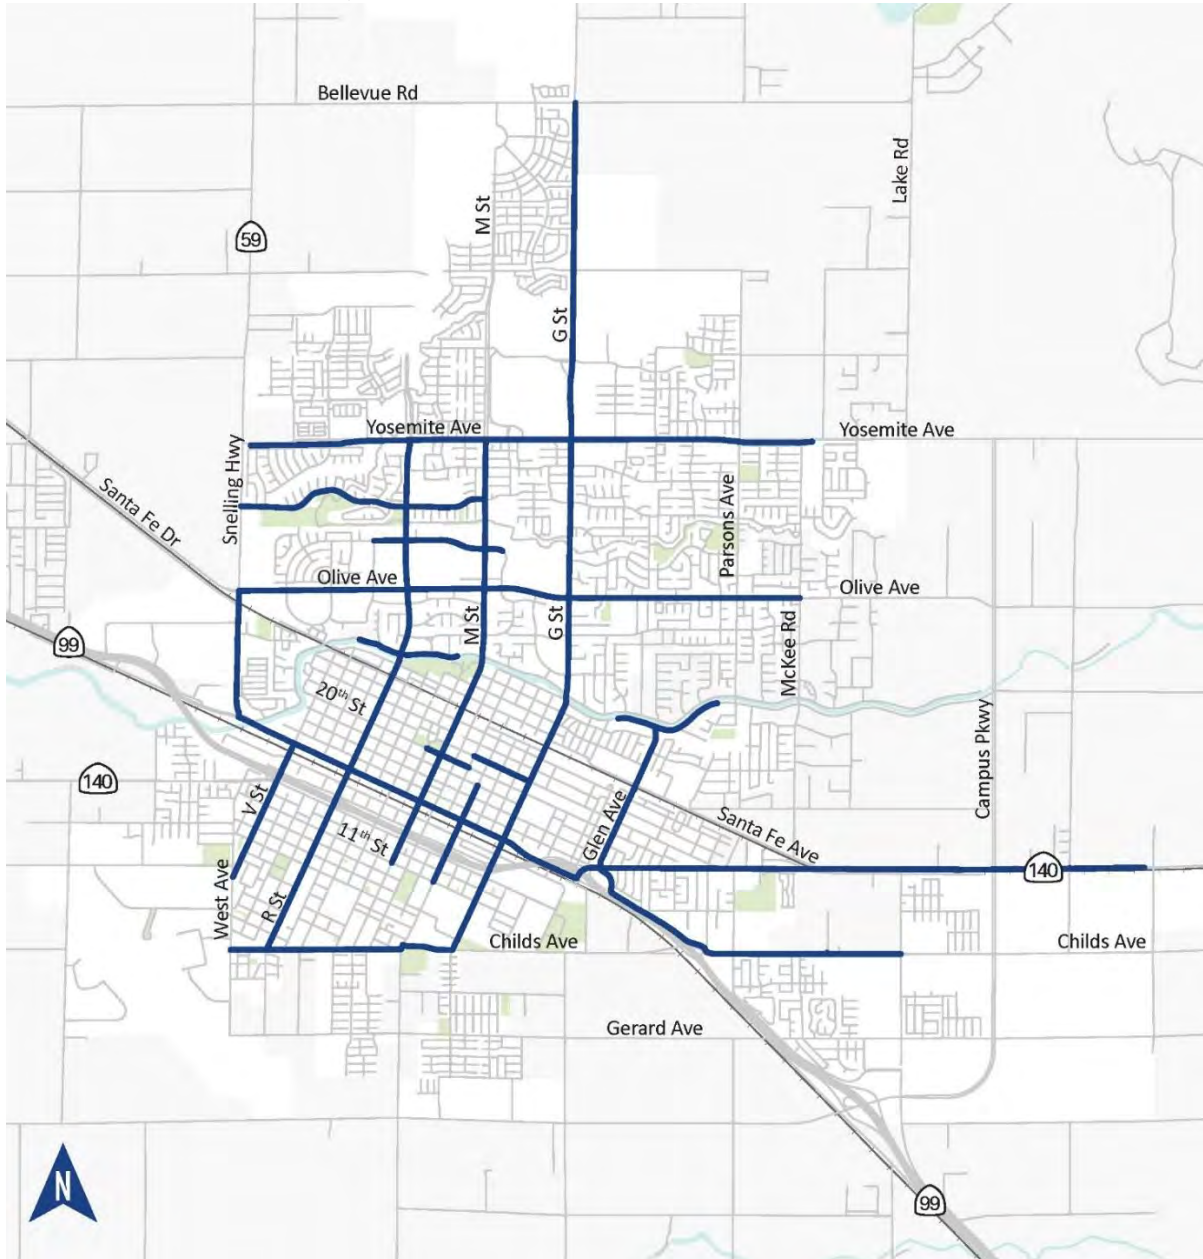 Bellevue Rd
Lake Rd
M St
59
G St
Yosemite Ave
Yosemite Ave
Snelling Hwy
Santa Fe Dr
Parsons Ave
Olive Ave
Olive Ave
M St
G St
99
McKee Rd
20th St
Campus Pkwy
140
V St
Glen Ave
Santa Fe Ave
11th St
140
West Ave
R St
Childs Ave
Childs Ave
Gerard Ave
N
99